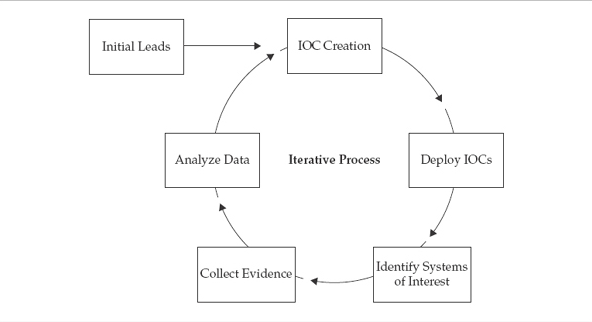 Initial Leads
IOC Creation
Analyze Data
Iterative Process
Deploy IOCs
Collect Evidence
Identify Systems
of Interest